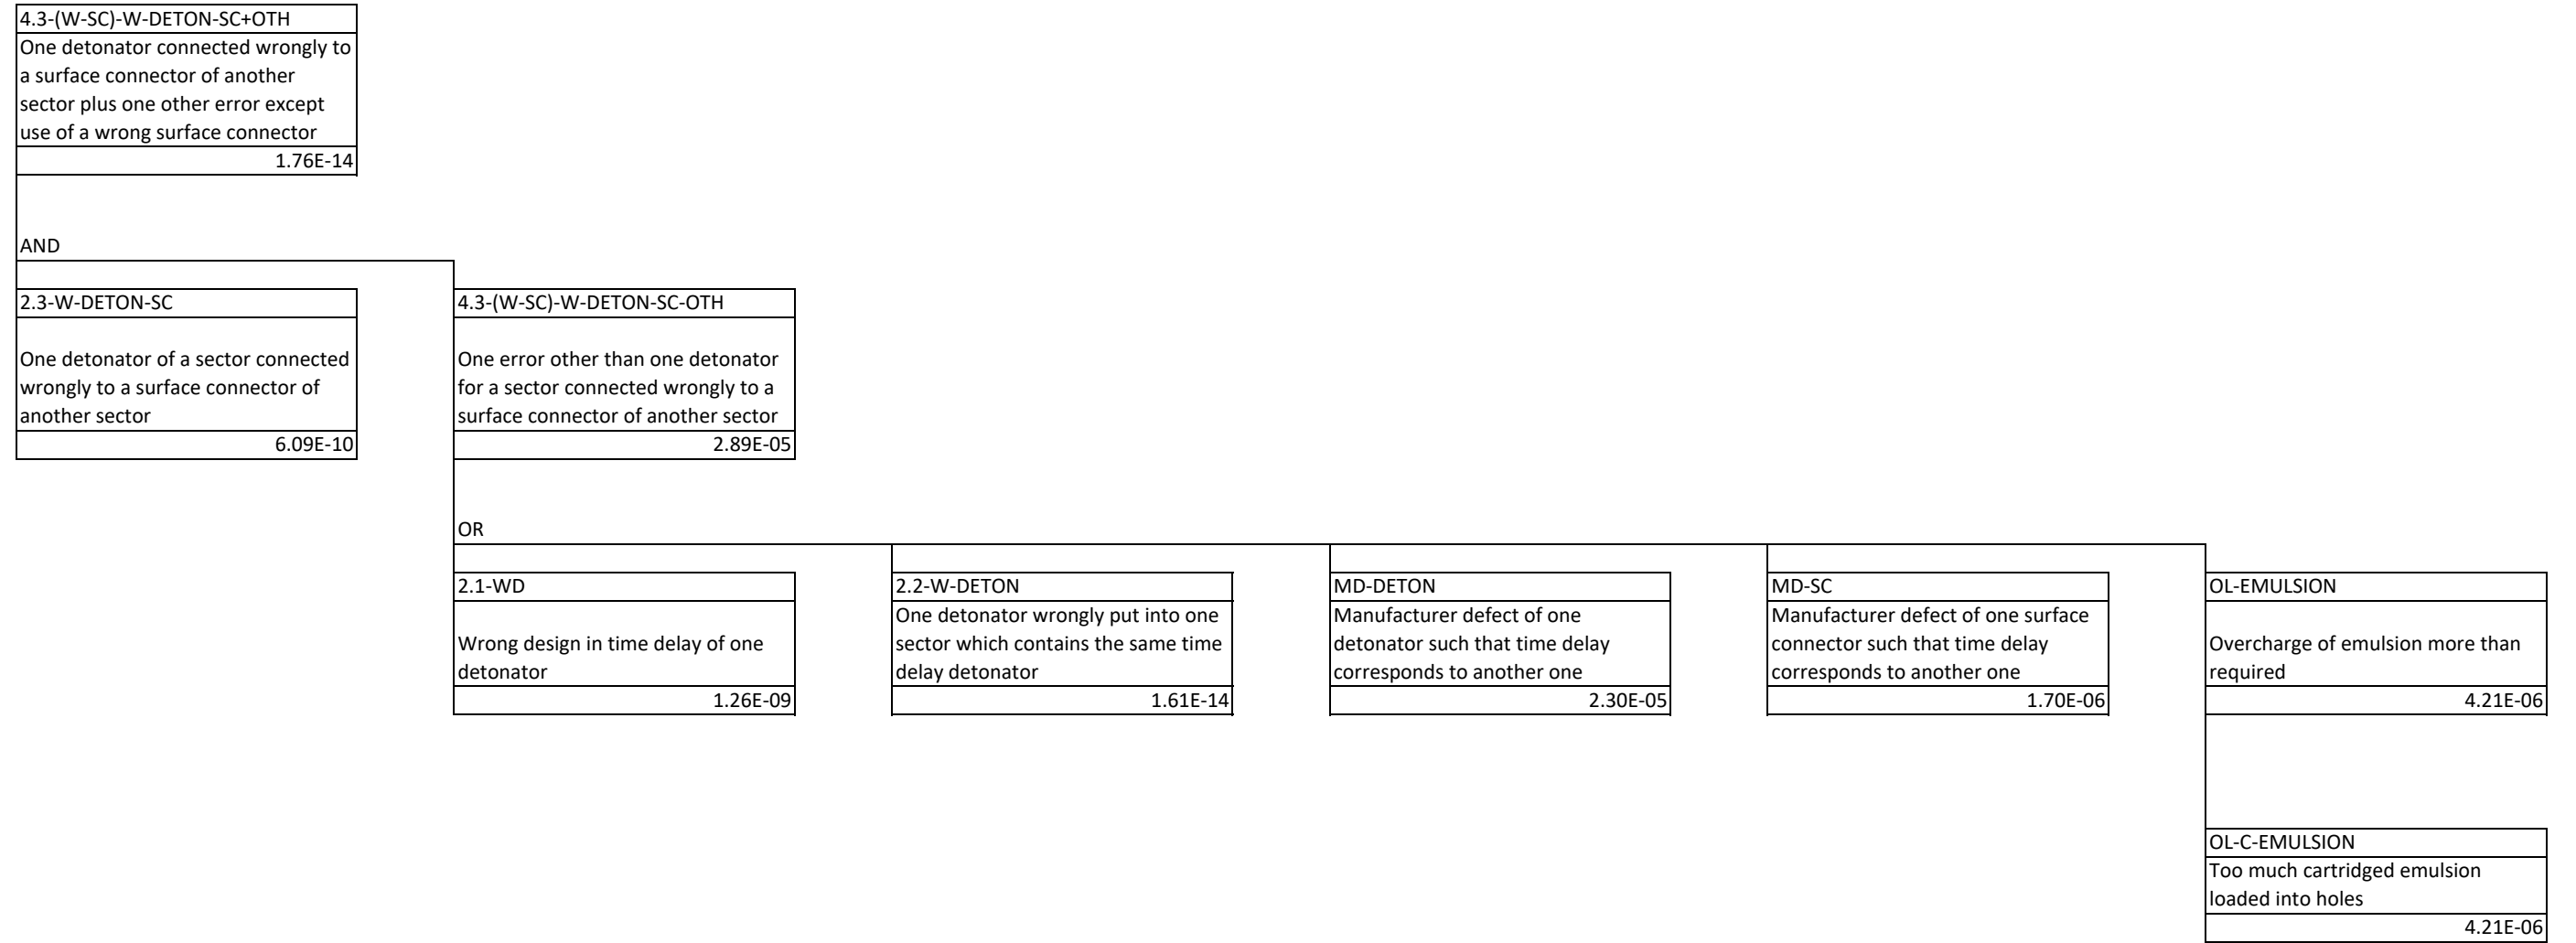 4.3-(W-SC)-W-DETON-SC+OTH
One detonator connected wrongly to
a surface connector of another
sector plus one other error except
use of a wrong surface connector
1.76E-14
AND
2.3-W-DETON-SC
One detonator of a sector connected
wrongly to a surface connector of
another sector
6.09E-10
4.3-(W-SC)-W-DETON-SC-OTH
One error other than one detonator
for a sector connected wrongly to a
surface connector of another sector
2.89E-05
OR
2.1-WD
Wrong design in time delay of one
detonator
1.26E-09
2.2-W-DETON
One detonator wrongly put into one
sector which contains the same time
delay detonator
1.61E-14
MD-DETON
Manufacturer defect of one
detonator such that time delay
corresponds to another one
2.30E-05
MD-SC
Manufacturer defect of one surface
connector such that time delay
corresponds to another one
1.70E-06
OL-EMULSION
Overcharge of emulsion more than
required
4.21E-06
OL-C-EMULSION
Too much cartridged emulsion
loaded into holes
4.21E-06